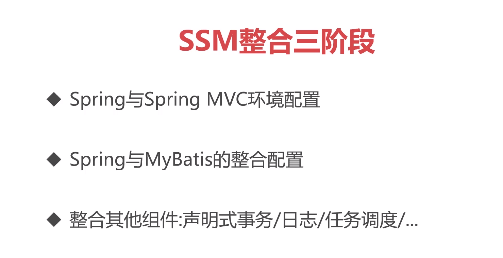 SSM整合三阶段
◆ Spring与Spring MVC环境配置
◆ Spring与MyBatis的整合配置
◆ 整合其他组件:声明式事务/日志/任务调度/...